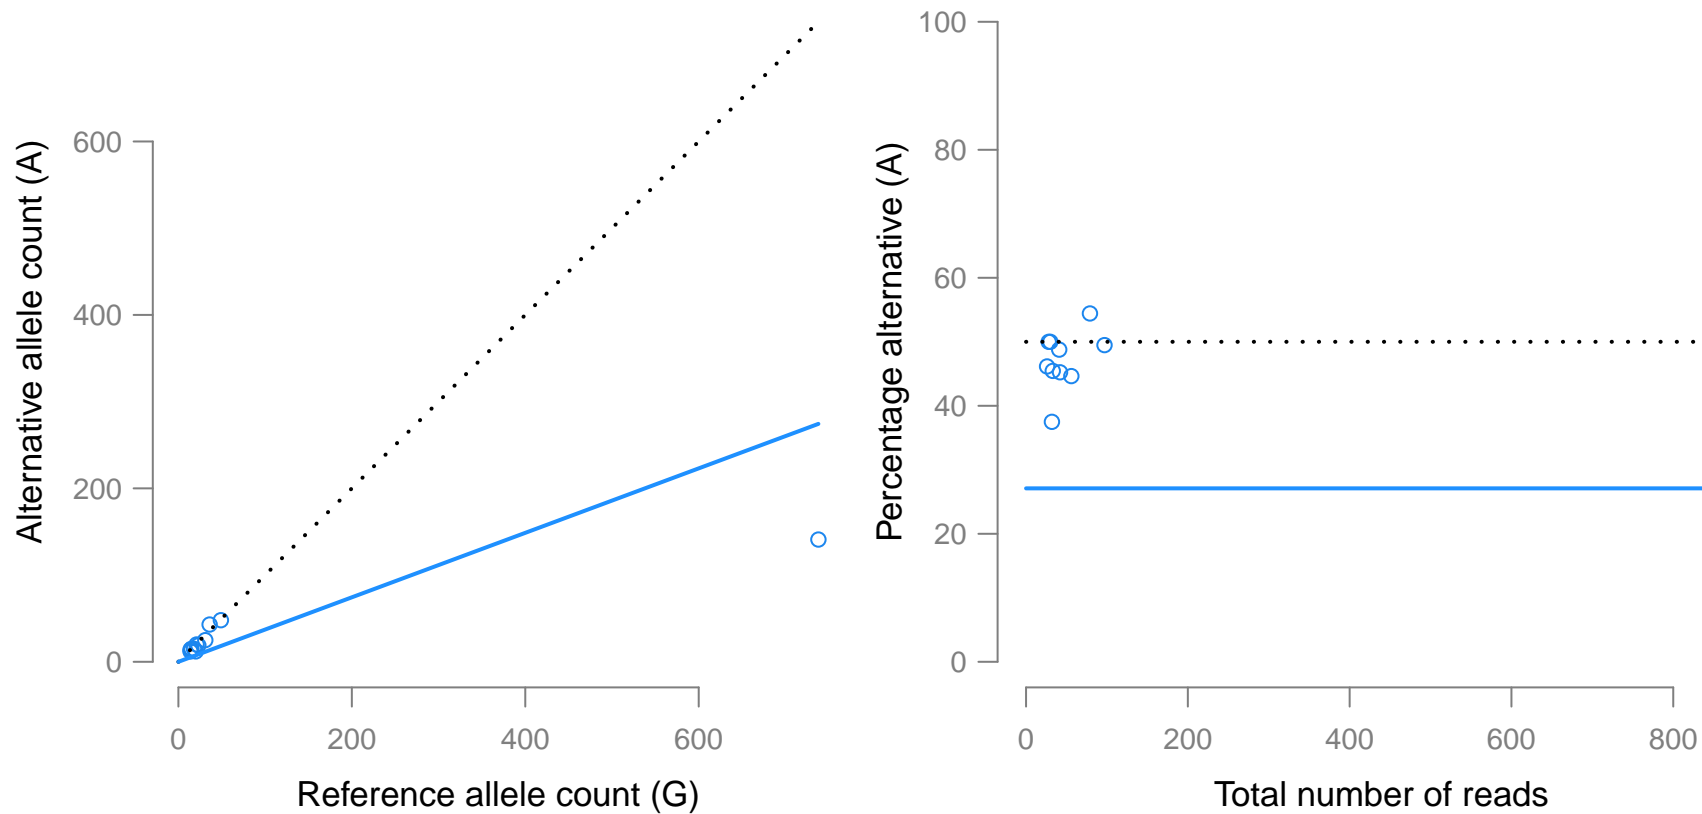 Alternative allele count (A)
600
400
200
0
0 200 400 600
Reference allele count (G)
Percentage alternative (A)
100
80
60
40
20
0
0 200 400 600 800
Total number of reads